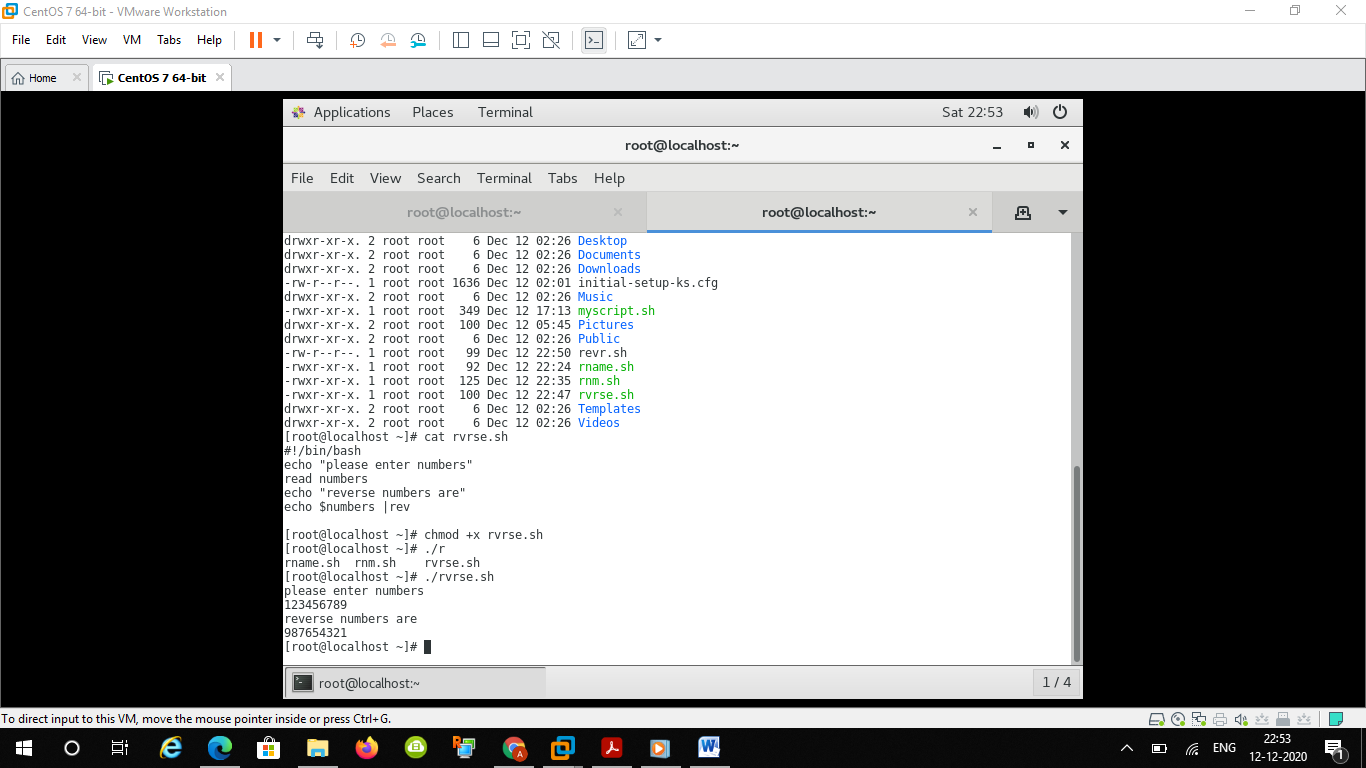 CentOS 7 64-bit - VMware Workstation
File Edit View VM Tabs Help
Home CentOS 7 64-bit
Applications Places Terminal Sat 22:53
root@localhost:~
File Edit View Search Terminal Tabs Help
root@localhost:~ root@localhost:~
drwxr-xr-x. 2 root root    6 Dec 12 02:26 Desktop
drwxr-xr-x. 2 root root    6 Dec 12 02:26 Documents
drwxr-xr-x. 2 root root    6 Dec 12 02:26 Downloads
-rw-r--r--. 1 root root 1636 Dec 12 02:01 initial-setup-ks.cfg
drwxr-xr-x. 2 root root    6 Dec 12 02:26 Music
-rwxr-xr-x. 1 root root  349 Dec 12 17:13 myscript.sh
drwxr-xr-x. 2 root root  100 Dec 12 05:45 Pictures
drwxr-xr-x. 2 root root    6 Dec 12 02:26 Public
-rw-r--r--. 1 root root   99 Dec 12 22:50 revr.sh
-rwxr-xr-x. 1 root root   92 Dec 12 22:24 rname.sh
-rwxr-xr-x. 1 root root  125 Dec 12 22:35 rnm.sh
-rwxr-xr-x. 1 root root  100 Dec 12 22:47 rvrse.sh
drwxr-xr-x. 2 root root    6 Dec 12 02:26 Templates
drwxr-xr-x. 2 root root    6 Dec 12 02:26 Videos
[root@localhost ~]# cat rvrse.sh
#!/bin/bash
echo "please enter numbers"
read numbers
echo "reverse numbers are"
echo $numbers |rev
[root@localhost ~]# chmod +x rvrse.sh
[root@localhost ~]# ./r
rname.sh  rnm.sh    rvrse.sh
[root@localhost ~]# ./rvrse.sh
please enter numbers
123456789
reverse numbers are
987654321
[root@localhost ~]#
root@localhost:~ 1 / 4
To direct input to this VM, move the mouse pointer inside or press Ctrl+G.
ENG 22:53
12-12-2020 1